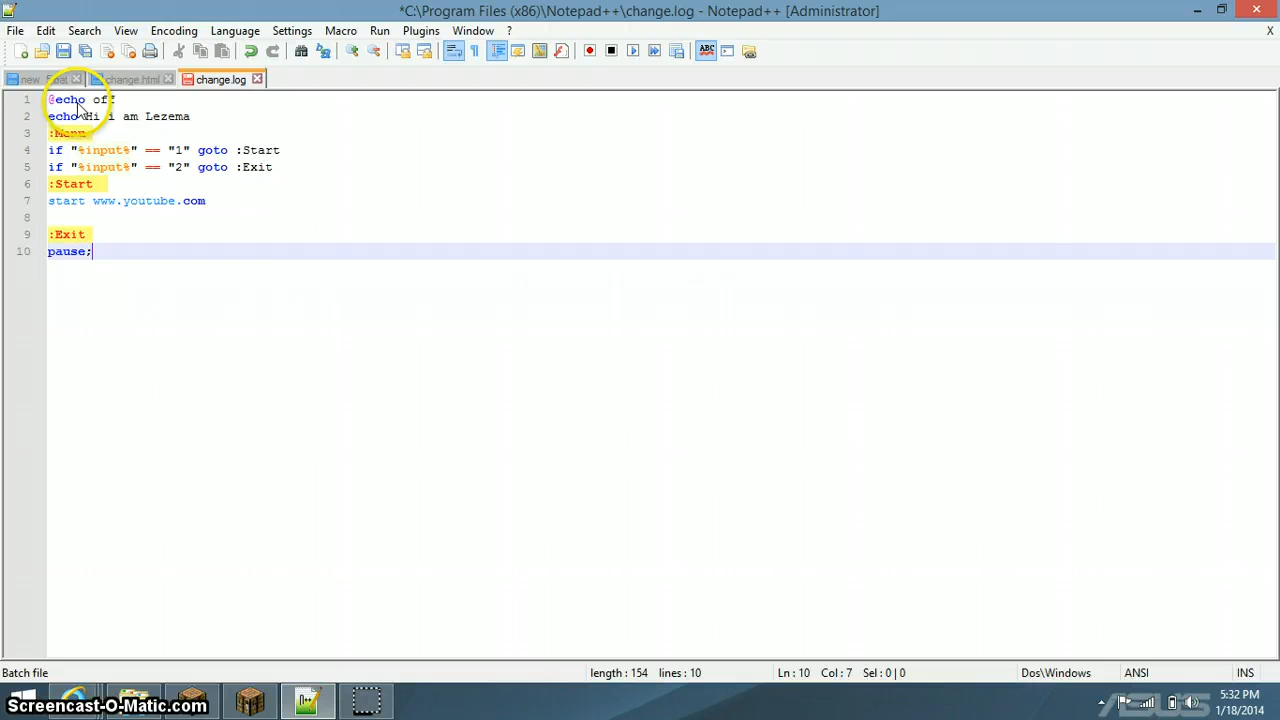 *C:\Program Files (x86)\Notepad++\change.log - Notepad++ [Administrator]
File Edit Search View Encoding Language Settings Macro Run Plugins Window ? X
new change.html change.log
1 @echo off
2 echo Hi i am Lezema
3 :Menu
4 if "%input%" == "1" goto :Start
5 if "%input%" == "2" goto :Exit
6 :Start
7 start www.youtube.com
8
9 :Exit
10 pause;
Batch file length : 154 lines : 10 Ln : 10 Col : 7 Sel : 0 | 0 Dos\Windows ANSI INS
Screencast-O-Matic.com
ASUS
5:32 PM
1/18/2014